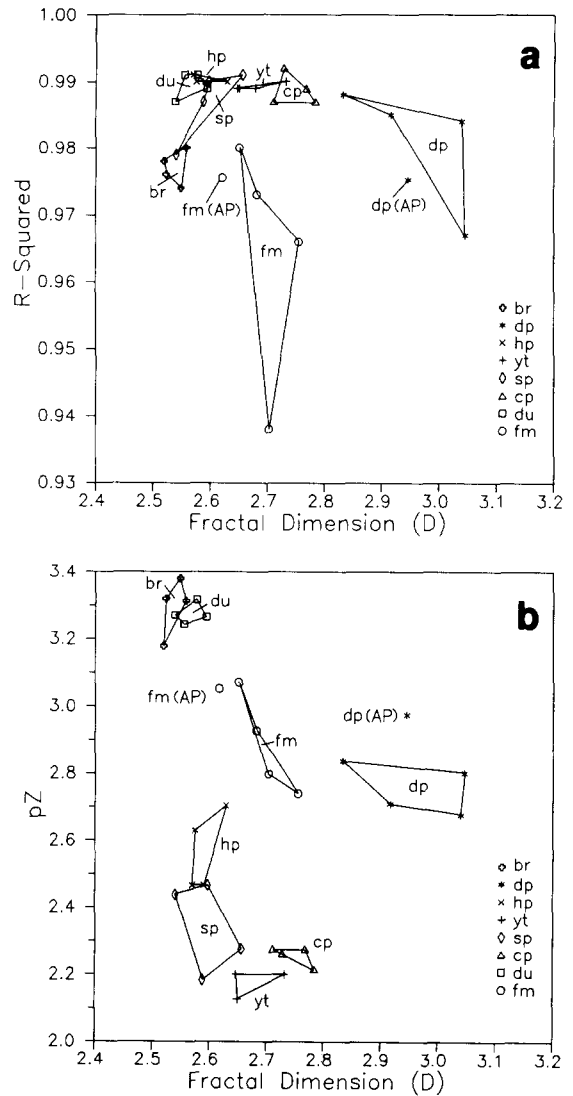 1.00
a
hp
0.99
du
yt
cp
sp
dp
0.98
br
fm(AP)
dp(AP)
0.97
R-Squared
fm
0.96
0.95
0.94
0.93
br
dp
hp
yt
sp
cp
du
fm
2.4 2.5 2.6 2.7 2.8 2.9 3.0 3.1 3.2
Fractal Dimension (D)
3.4
b
br
du
3.2
fm(AP)
dp(AP)
3.0
fm
2.8
dp
pZ
hp
2.6
2.4
sp
cp
2.2
yt
2.0
br
dp
hp
yt
sp
cp
du
fm
2.4 2.5 2.6 2.7 2.8 2.9 3.0 3.1 3.2
Fractal Dimension (D)